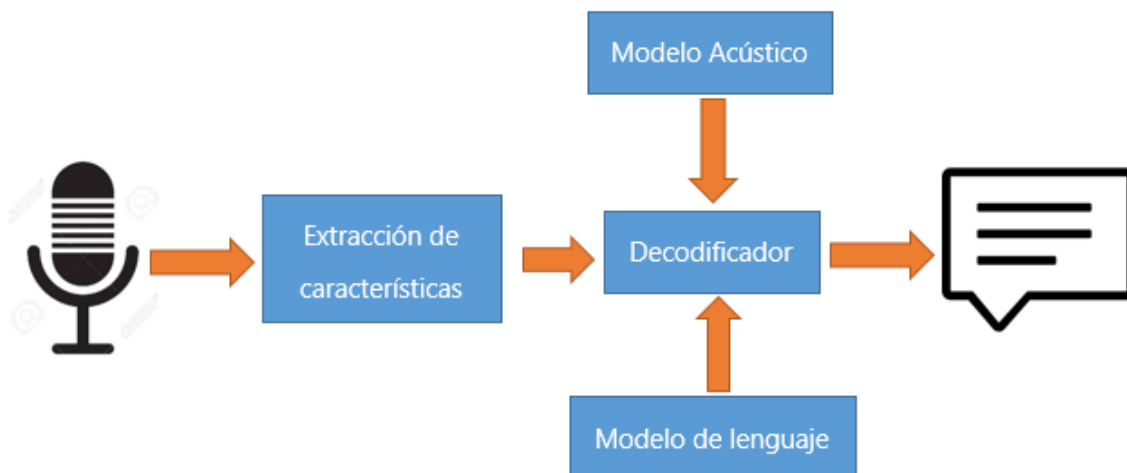 Modelo Acústico
Extracción de
características
Decodificador
Modelo de lenguaje